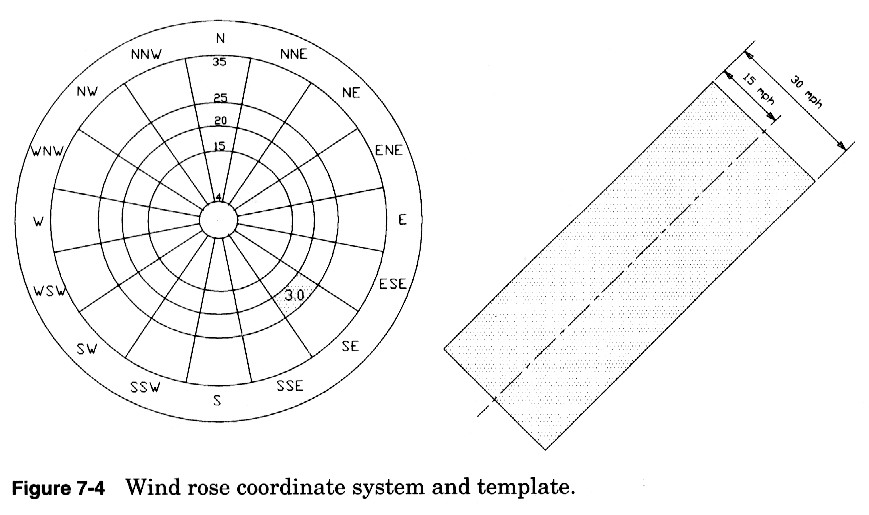 N
NNW
NNE
35
NW
NE
25
20
15
WNW
ENE
4
W
E
WSW
ESE
3.0
SW
SE
SSW
SSE
S
15 mph
30 mph
Figure 7-4 Wind rose coordinate system and template.